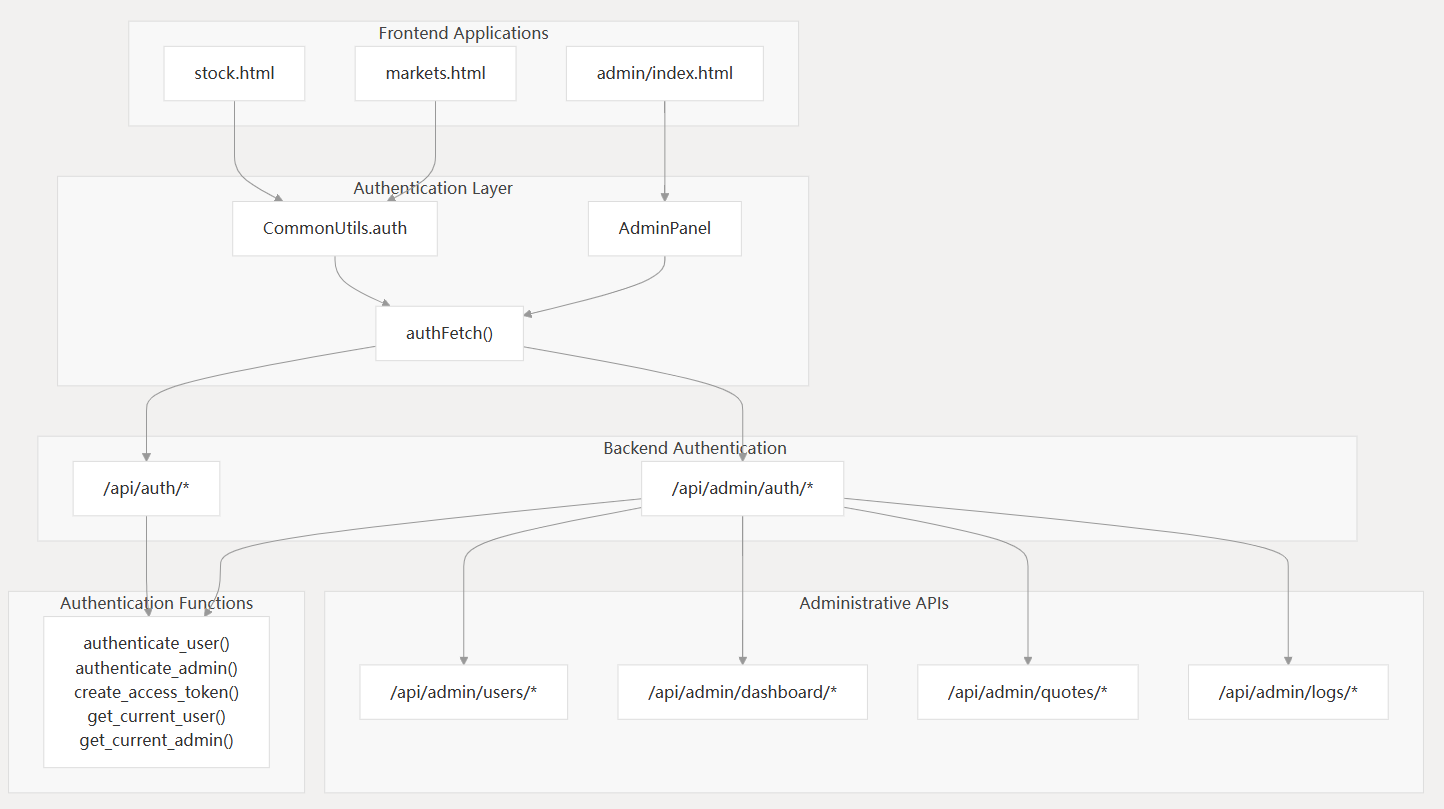 Frontend Applications
stock.html
markets.html
admin/index.html
Authentication Layer
CommonUtils.auth
AdminPanel
authFetch()
Backend Authentication
/api/auth/*
/api/admin/auth/*
Authentication Functions
authenticate_user()
authenticate_admin()
create_access_token()
get_current_user()
get_current_admin()
Administrative APIs
/api/admin/users/*
/api/admin/dashboard/*
/api/admin/quotes/*
/api/admin/logs/*